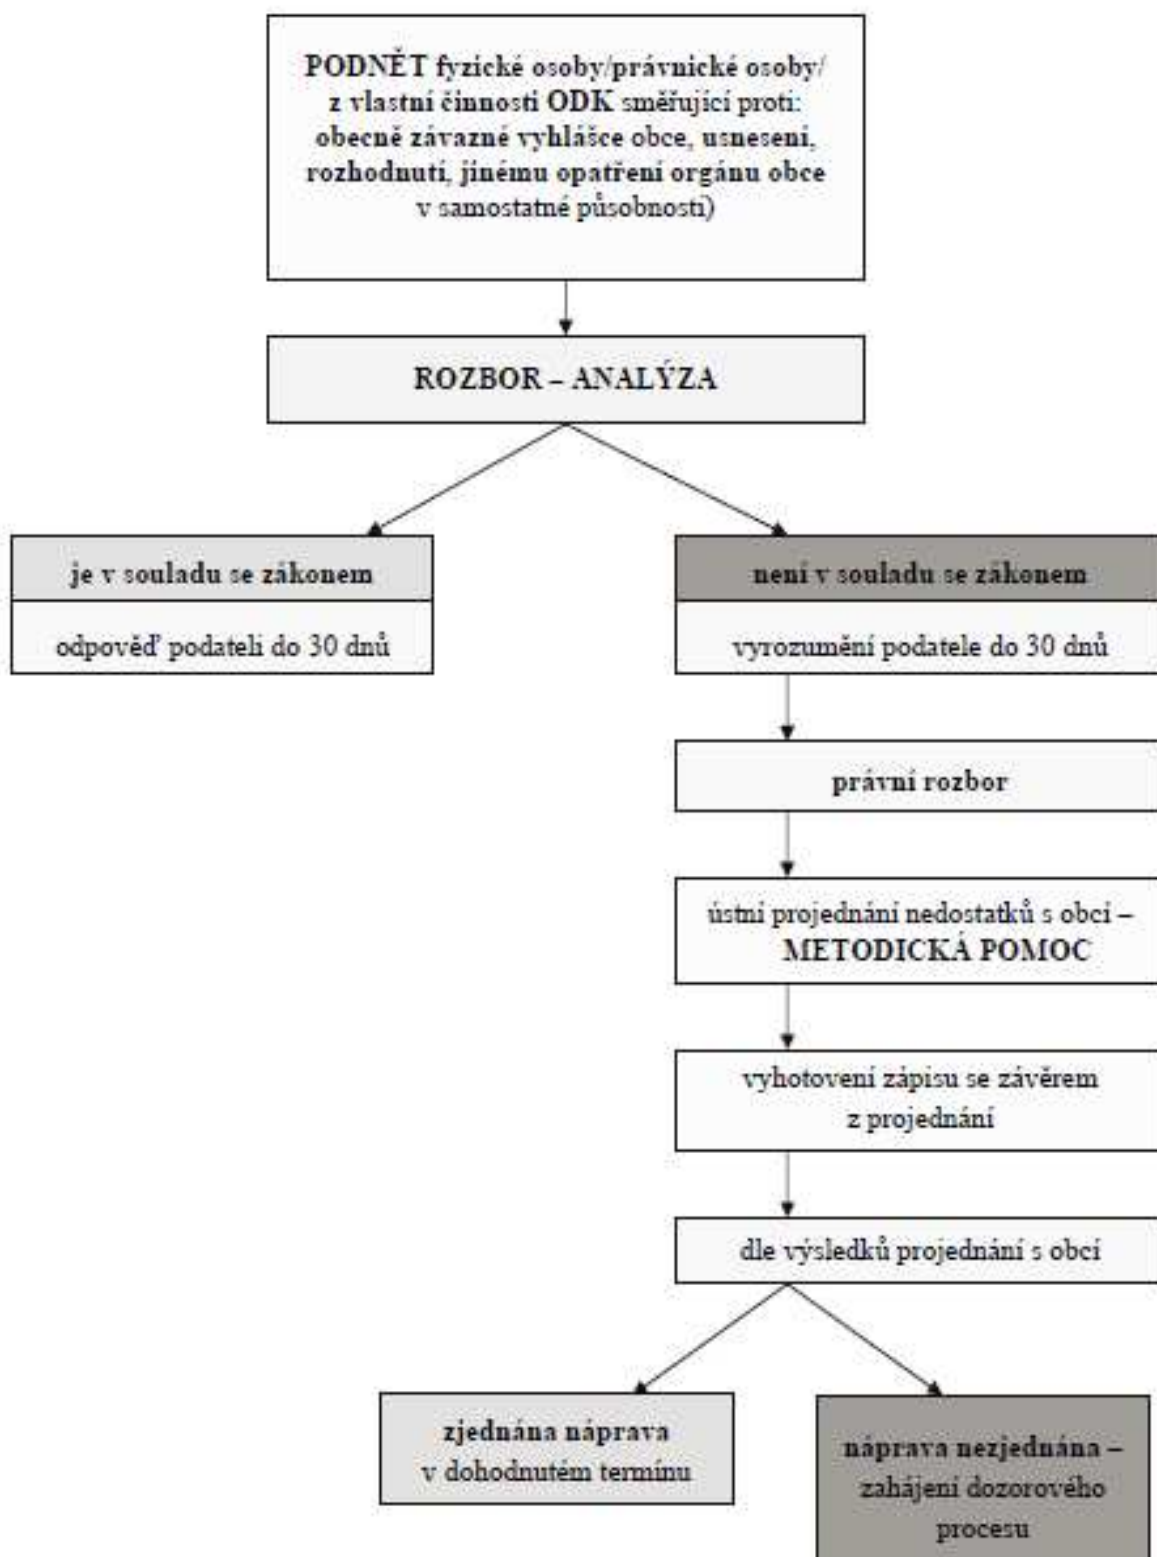 PODNĚT fyzické osoby/právnické osoby/
z vlastní činnosti ODK směřující proti:
obecně závazné vyhlášce obce, usnesení,
rozhodnutí, jinému opatření orgánu obce
v samostatné působnosti)
ROZBOR – ANALÝZA
je v souladu se zákonem
odpověď podateli do 30 dnů
není v souladu se zákonem
vyrozumění podatele do 30 dnů
právní rozbor
ústní projednání nedostatků s obcí –
METODICKÁ POMOC
vyhotovení zápisu se závěrem
z projednání
dle výsledků projednání s obcí
zjednána náprava
v dohodnutém termínu
náprava nezjednána –
zahájení dozorového
procesu